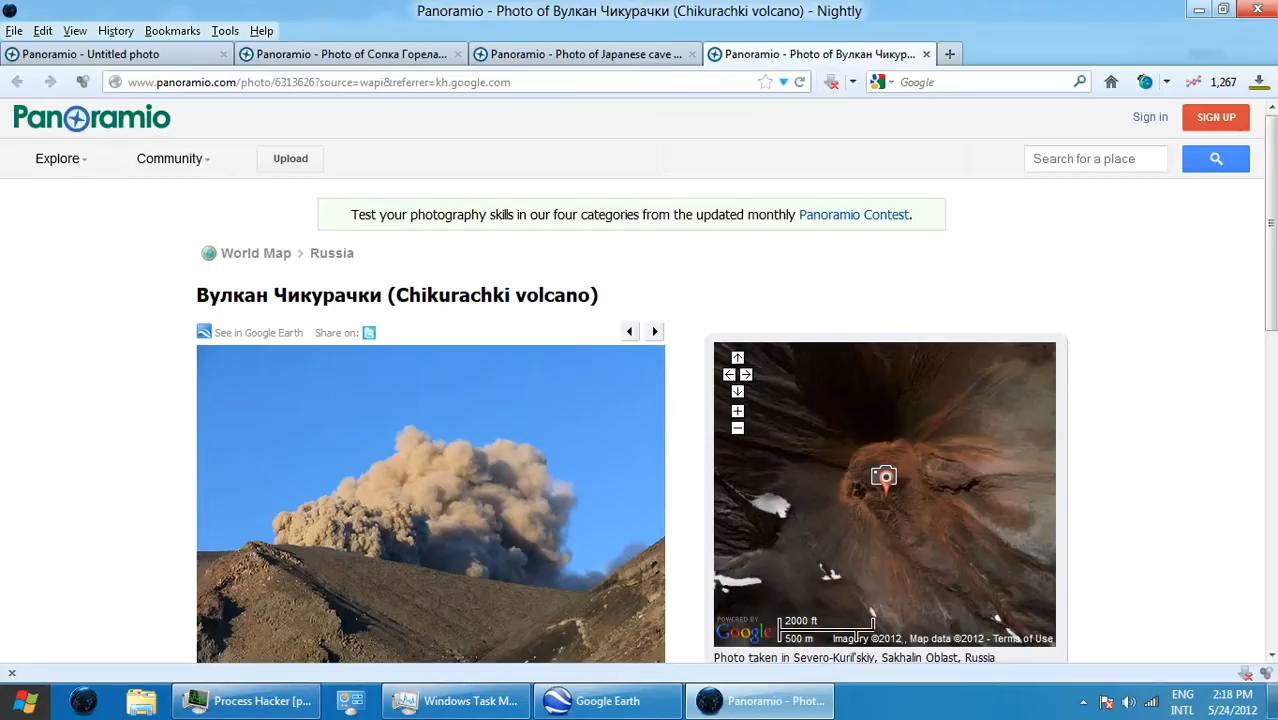 Panoramio - Photo of Вулкан Чикурачки (Chikurachki volcano) - Nightly
File Edit View History Bookmarks Tools Help
Panoramio - Untitled photo
Panoramio - Photo of Сопка Горела...
Panoramio - Photo of Japanese cave ...
Panoramio - Photo of Вулкан Чикур...
www.panoramio.com/photo/6313626?source=wapi&referrer=kh.google.com
Google
1,267
Panoramio
Sign in
SIGN UP
Explore
Community
Upload
Search for a place
Test your photography skills in our four categories from the updated monthly Panoramio Contest.
World Map > Russia
Вулкан Чикурачки (Chikurachki volcano)
See in Google Earth Share on:
2000 ft
500 m
POWERED BY
Google
Imagery ©2012 , Map data ©2012 - Terms of Use
Photo taken in Severo-Kuril'skiy, Sakhalin Oblast, Russia
Process Hacker [p...
Windows Task M...
Google Earth
Panoramio - Phot...
ENG
INTL
2:18 PM
5/24/2012